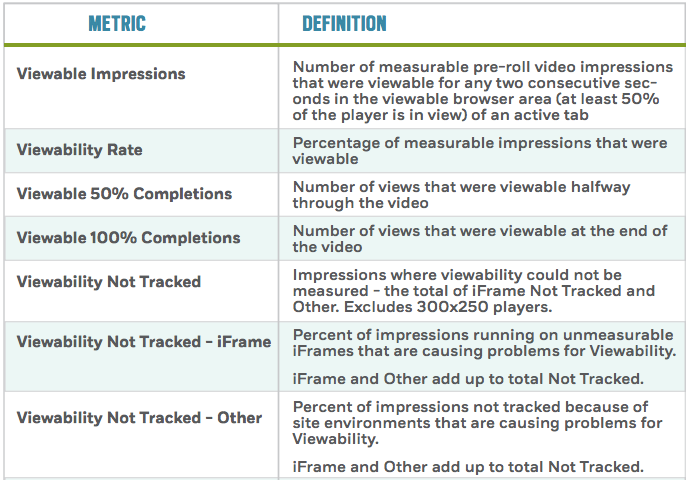 METRIC DEFINITION
Viewable Impressions
Number of measurable pre-roll video impressions
that were viewable for any two consecutive sec-
onds in the viewable browser area (at least 50%
of the player is in view) of an active tab
Viewability Rate
Percentage of measurable impressions that were
viewable
Viewable 50% Completions
Number of views that were viewable halfway
through the video
Viewable 100% Completions
Number of views that were viewable at the end of
the video
Viewability Not Tracked
Impressions where viewability could not be
measured - the total of iFrame Not Tracked and
Other. Excludes 300x250 players.
Viewability Not Tracked - iFrame
Percent of impressions running on unmeasurable
iFrames that are causing problems for Viewability.
iFrame and Other add up to total Not Tracked.
Viewability Not Tracked - Other
Percent of impressions not tracked because of
site environments that are causing problems for
Viewability.
iFrame and Other add up to total Not Tracked.